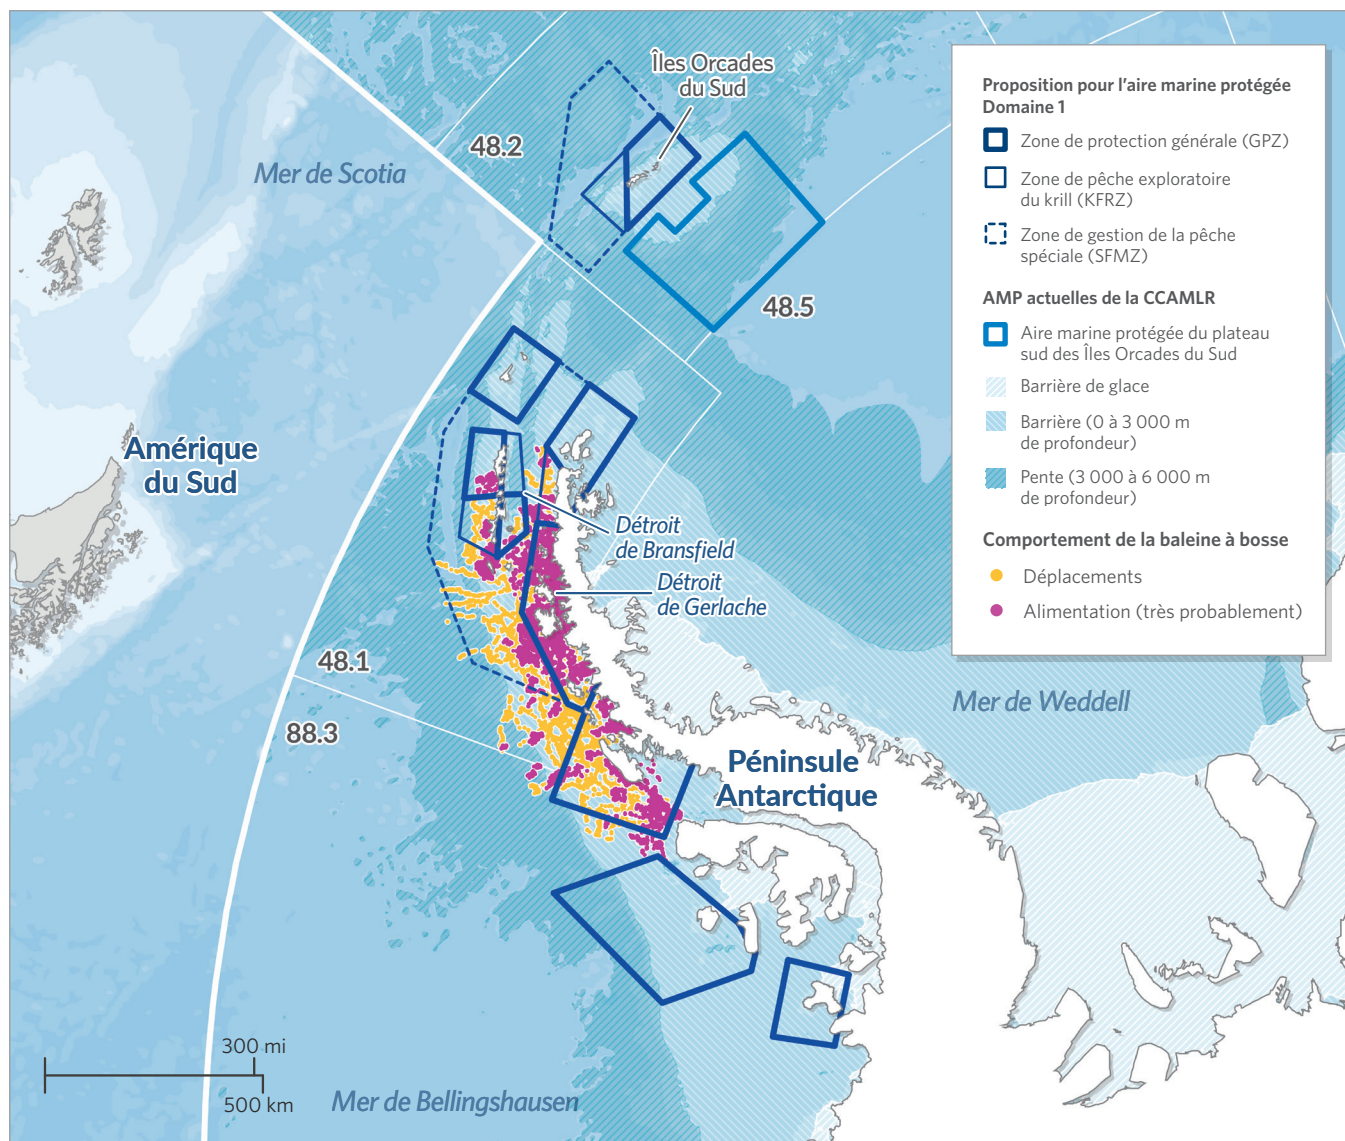 Îles Orcades
du Sud
48.2
Mer de Scotia
48.5
Amérique
du Sud
Détroit
de Bransfield
Détroit
de Gerlache
48.1
88.3
Mer de Weddell
Péninsule
Antarctique
300 mi
500 km
Mer de Bellingshausen
Proposition pour l’aire marine protégée
Domaine 1
Zone de protection générale (GPZ)
Zone de pêche exploratoire
du krill (KFRZ)
Zone de gestion de la pêche
spéciale (SFMZ)
AMP actuelles de la CCAMLR
Aire marine protégée du plateau
sud des Îles Orcades du Sud
Barrière de glace
Barrière (0 à 3 000 m
de profondeur)
Pente (3 000 à 6 000 m
de profondeur)
Comportement de la baleine à bosse
Déplacements
Alimentation (très probablement)